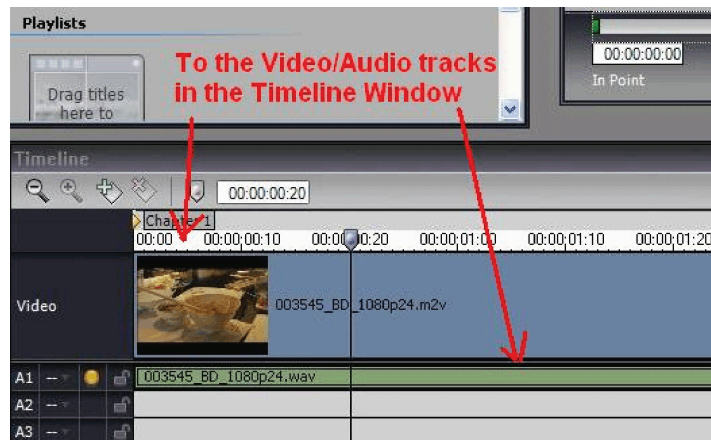 Playlists
Drag titles
here to
To the Video/Audio tracks
in the Timeline Window
00:00:00:00
In Point
Timeline
00:00:00:20
Chapter 1
00:00 00:00;00:10 00:00;00:20 00:00;01:00 00:00;01:10 00:00;01:20
Video
003545_BD_1080p24.m2v
A1 -- 003545_BD_1080p24.wav
A2 --
A3 --